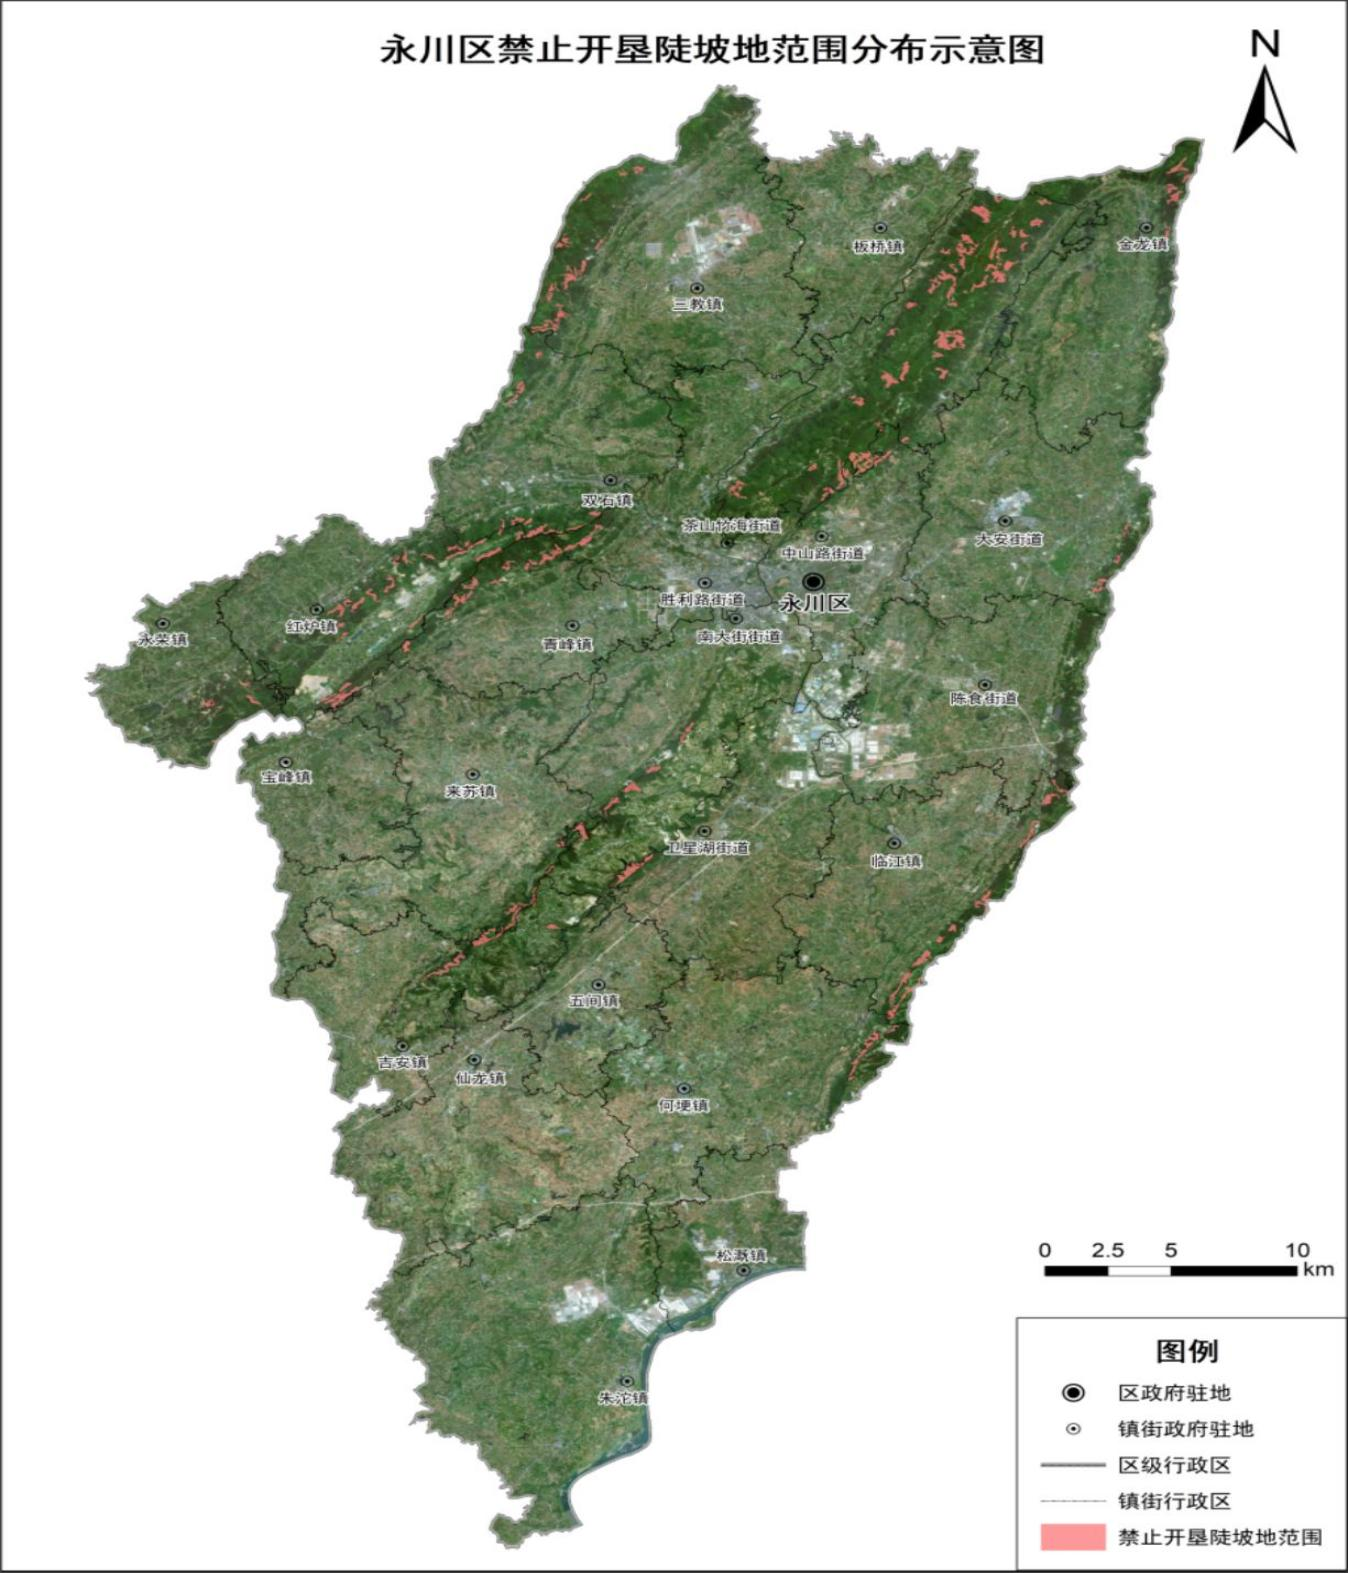 永川区禁止开垦陡坡地范围分布示意图
N
板桥镇
金龙镇
三教镇
双石镇
茶山竹海街道
大安街道
中山路街道
胜利路街道
永川区
红炉镇
永荣镇
青峰镇
南大街街道
陈食街道
宝峰镇
来苏镇
卫星湖街道
临江镇
五间镇
吉安镇
仙龙镇
何埂镇
松溉镇
朱沱镇
0 2.5 5 10
km
图例
区政府驻地
镇街政府驻地
区级行政区
镇街行政区
禁止开垦陡坡地范围